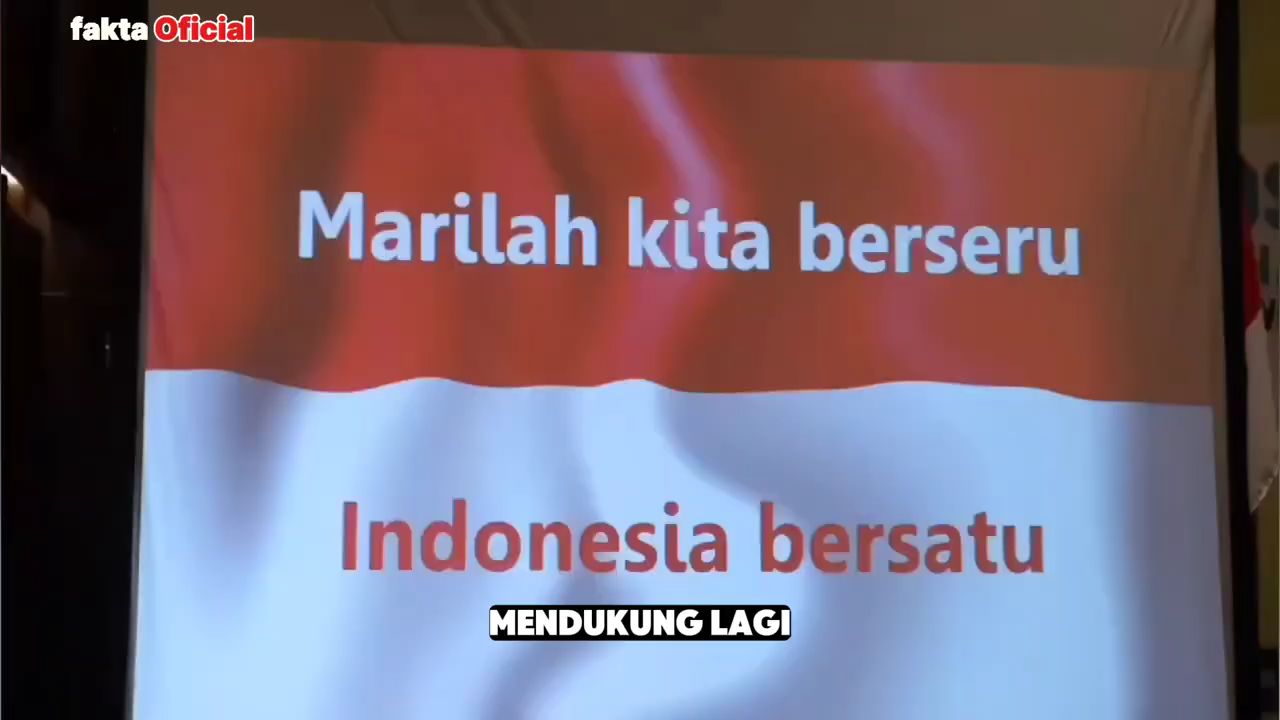 fakta Oficial
Marilah kita berseru
Indonesia bersatu
MENDUKUNG LAGI